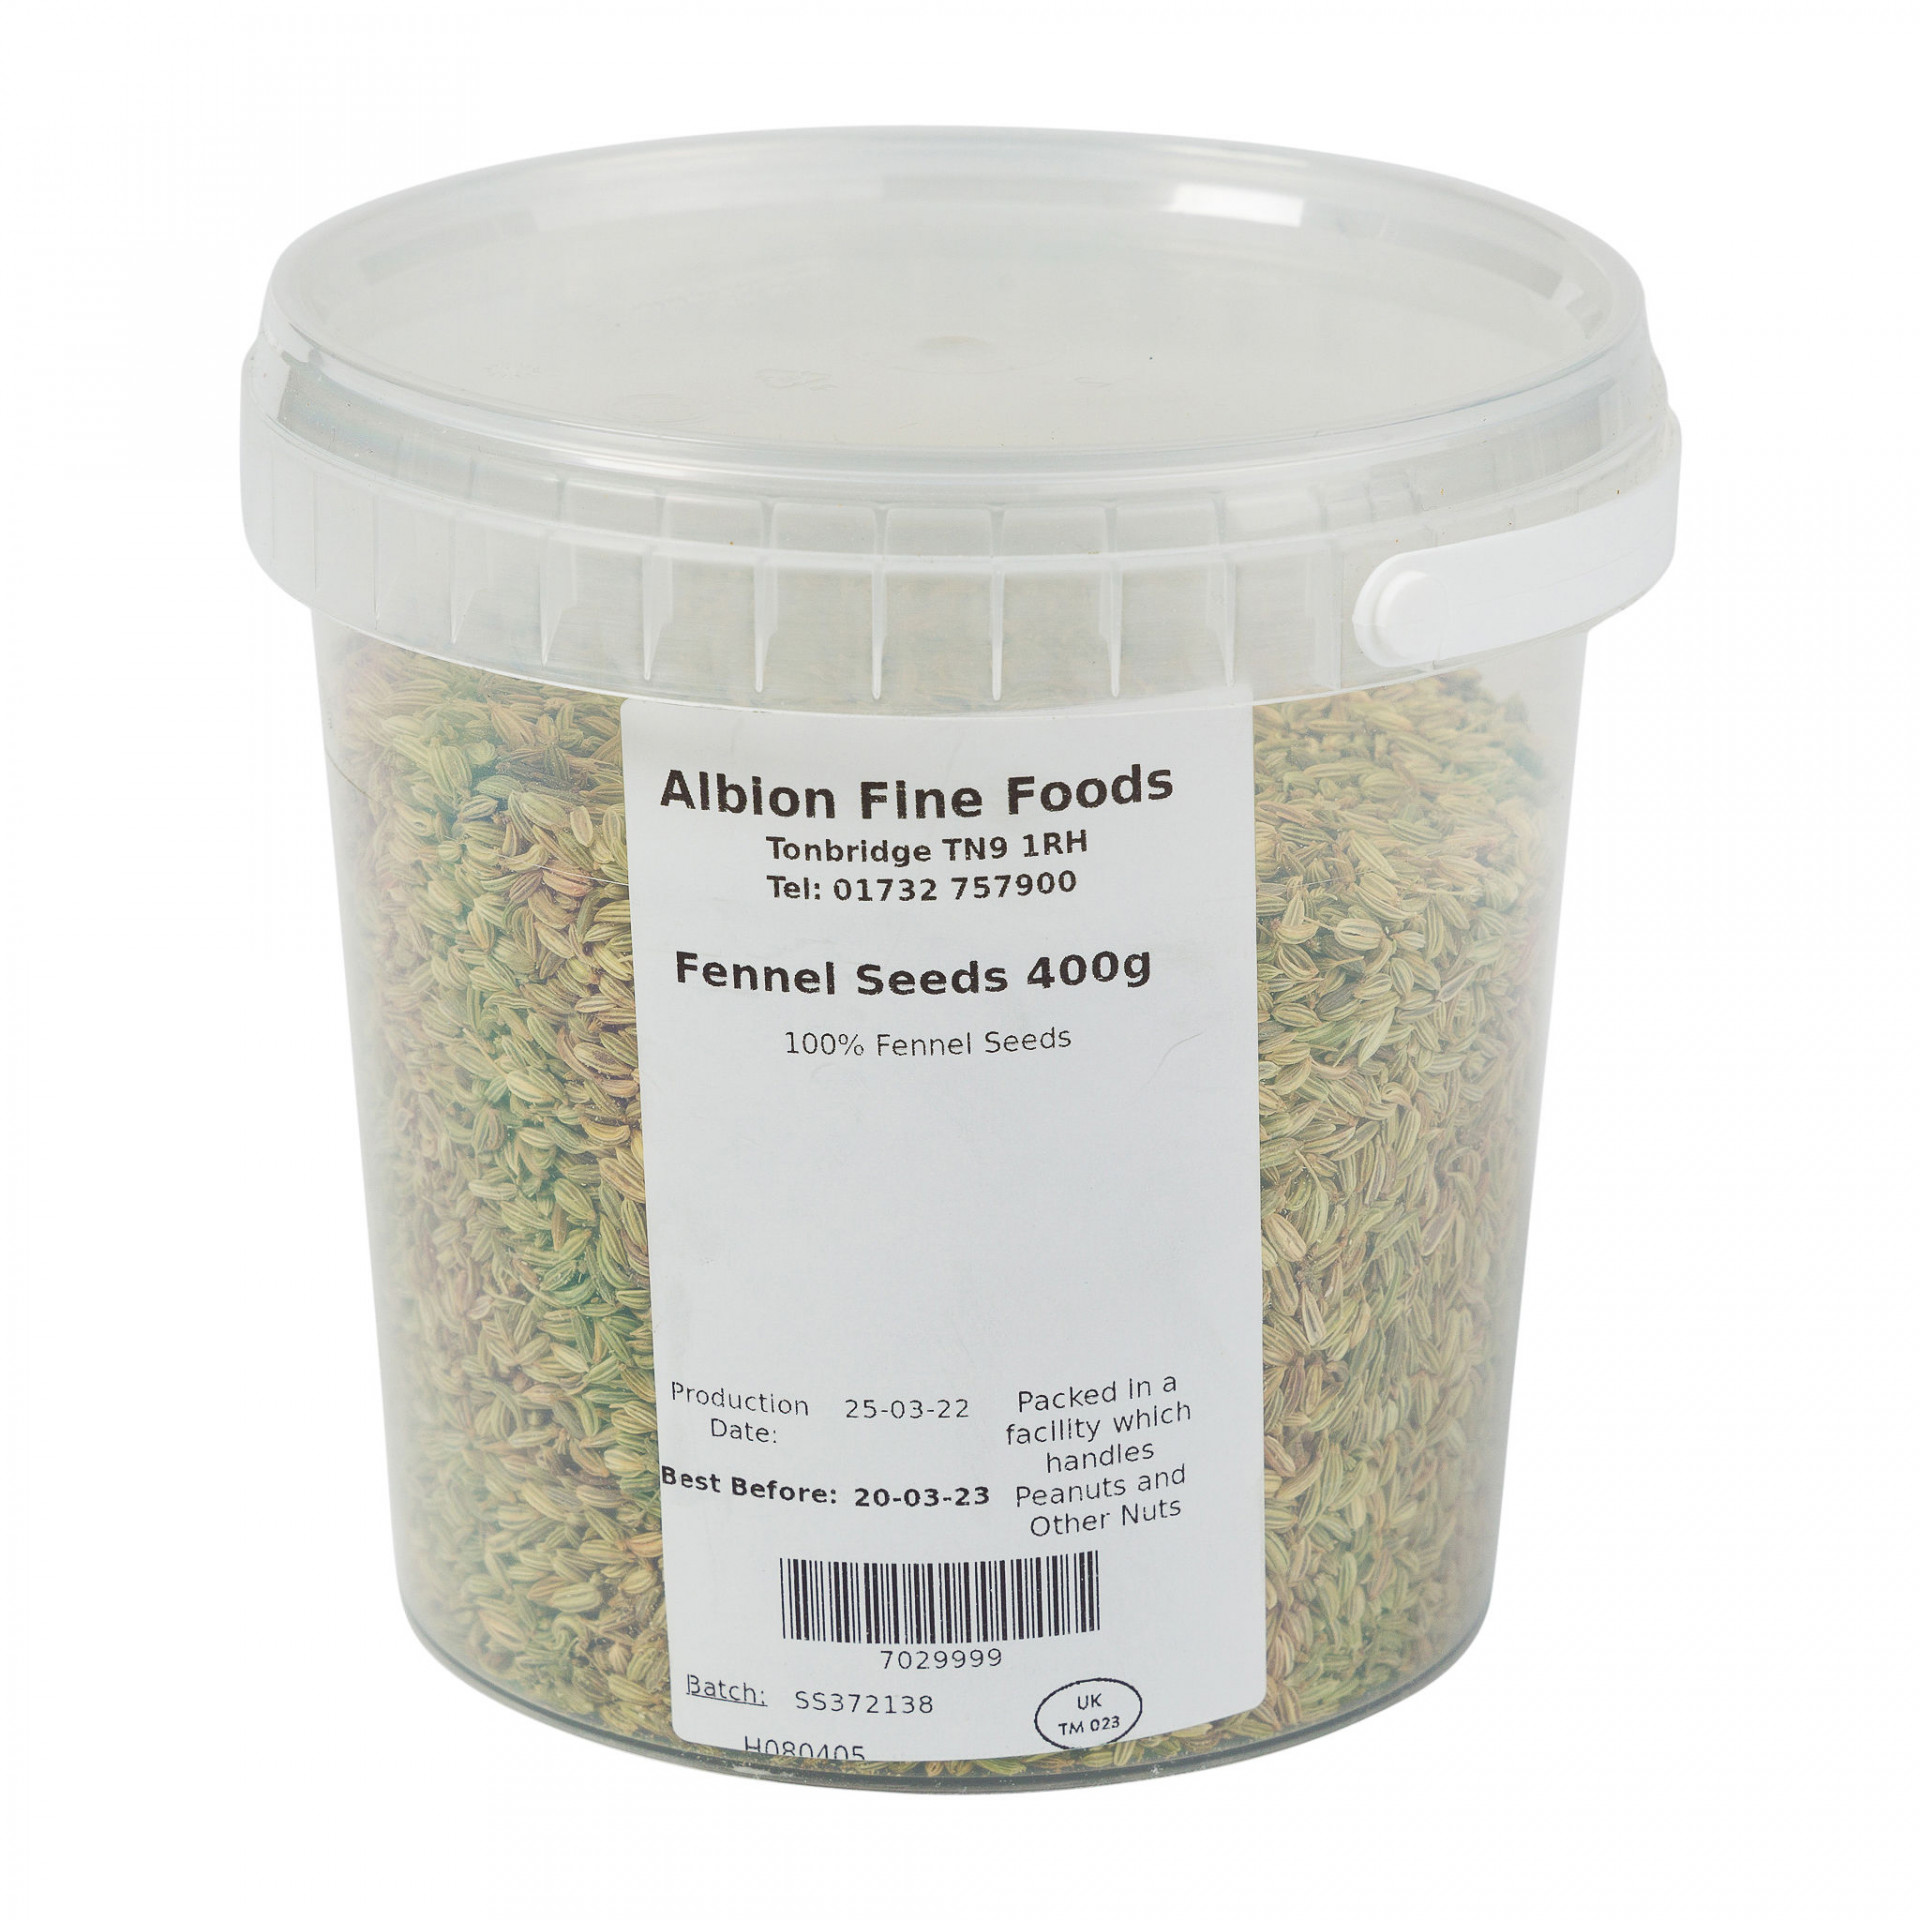 Albion Fine Foods
Tonbridge TN9 1RH
Tel: 01732 757900
Fennel Seeds 400g
100% Fennel Seeds
Production Date: 25-03-22
Best Before: 20-03-23
Packed in a
facility which
handles
Peanuts and
Other Nuts
7029999
Batch: SS372138
UK
TM 023
H080405